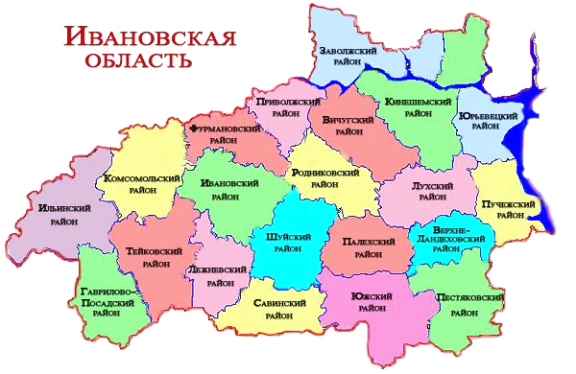 Ивановская
область
Заволжский
район
Приволжский
район
Кинешемский
район
Вичугский
район
Юрьевецкий
район
Фурмановский
район
Родниковский
район
Комсомольский
район
Ивановский
район
Лухский
район
Пучежский
район
Ильинский
район
Шуйский
район
Палехский
район
Верхне-
Ландеховский
район
Тейковский
район
Лежневский
район
Гаврилово-
Посадский
район
Савинский
район
Южский
район
Пестяковский
район